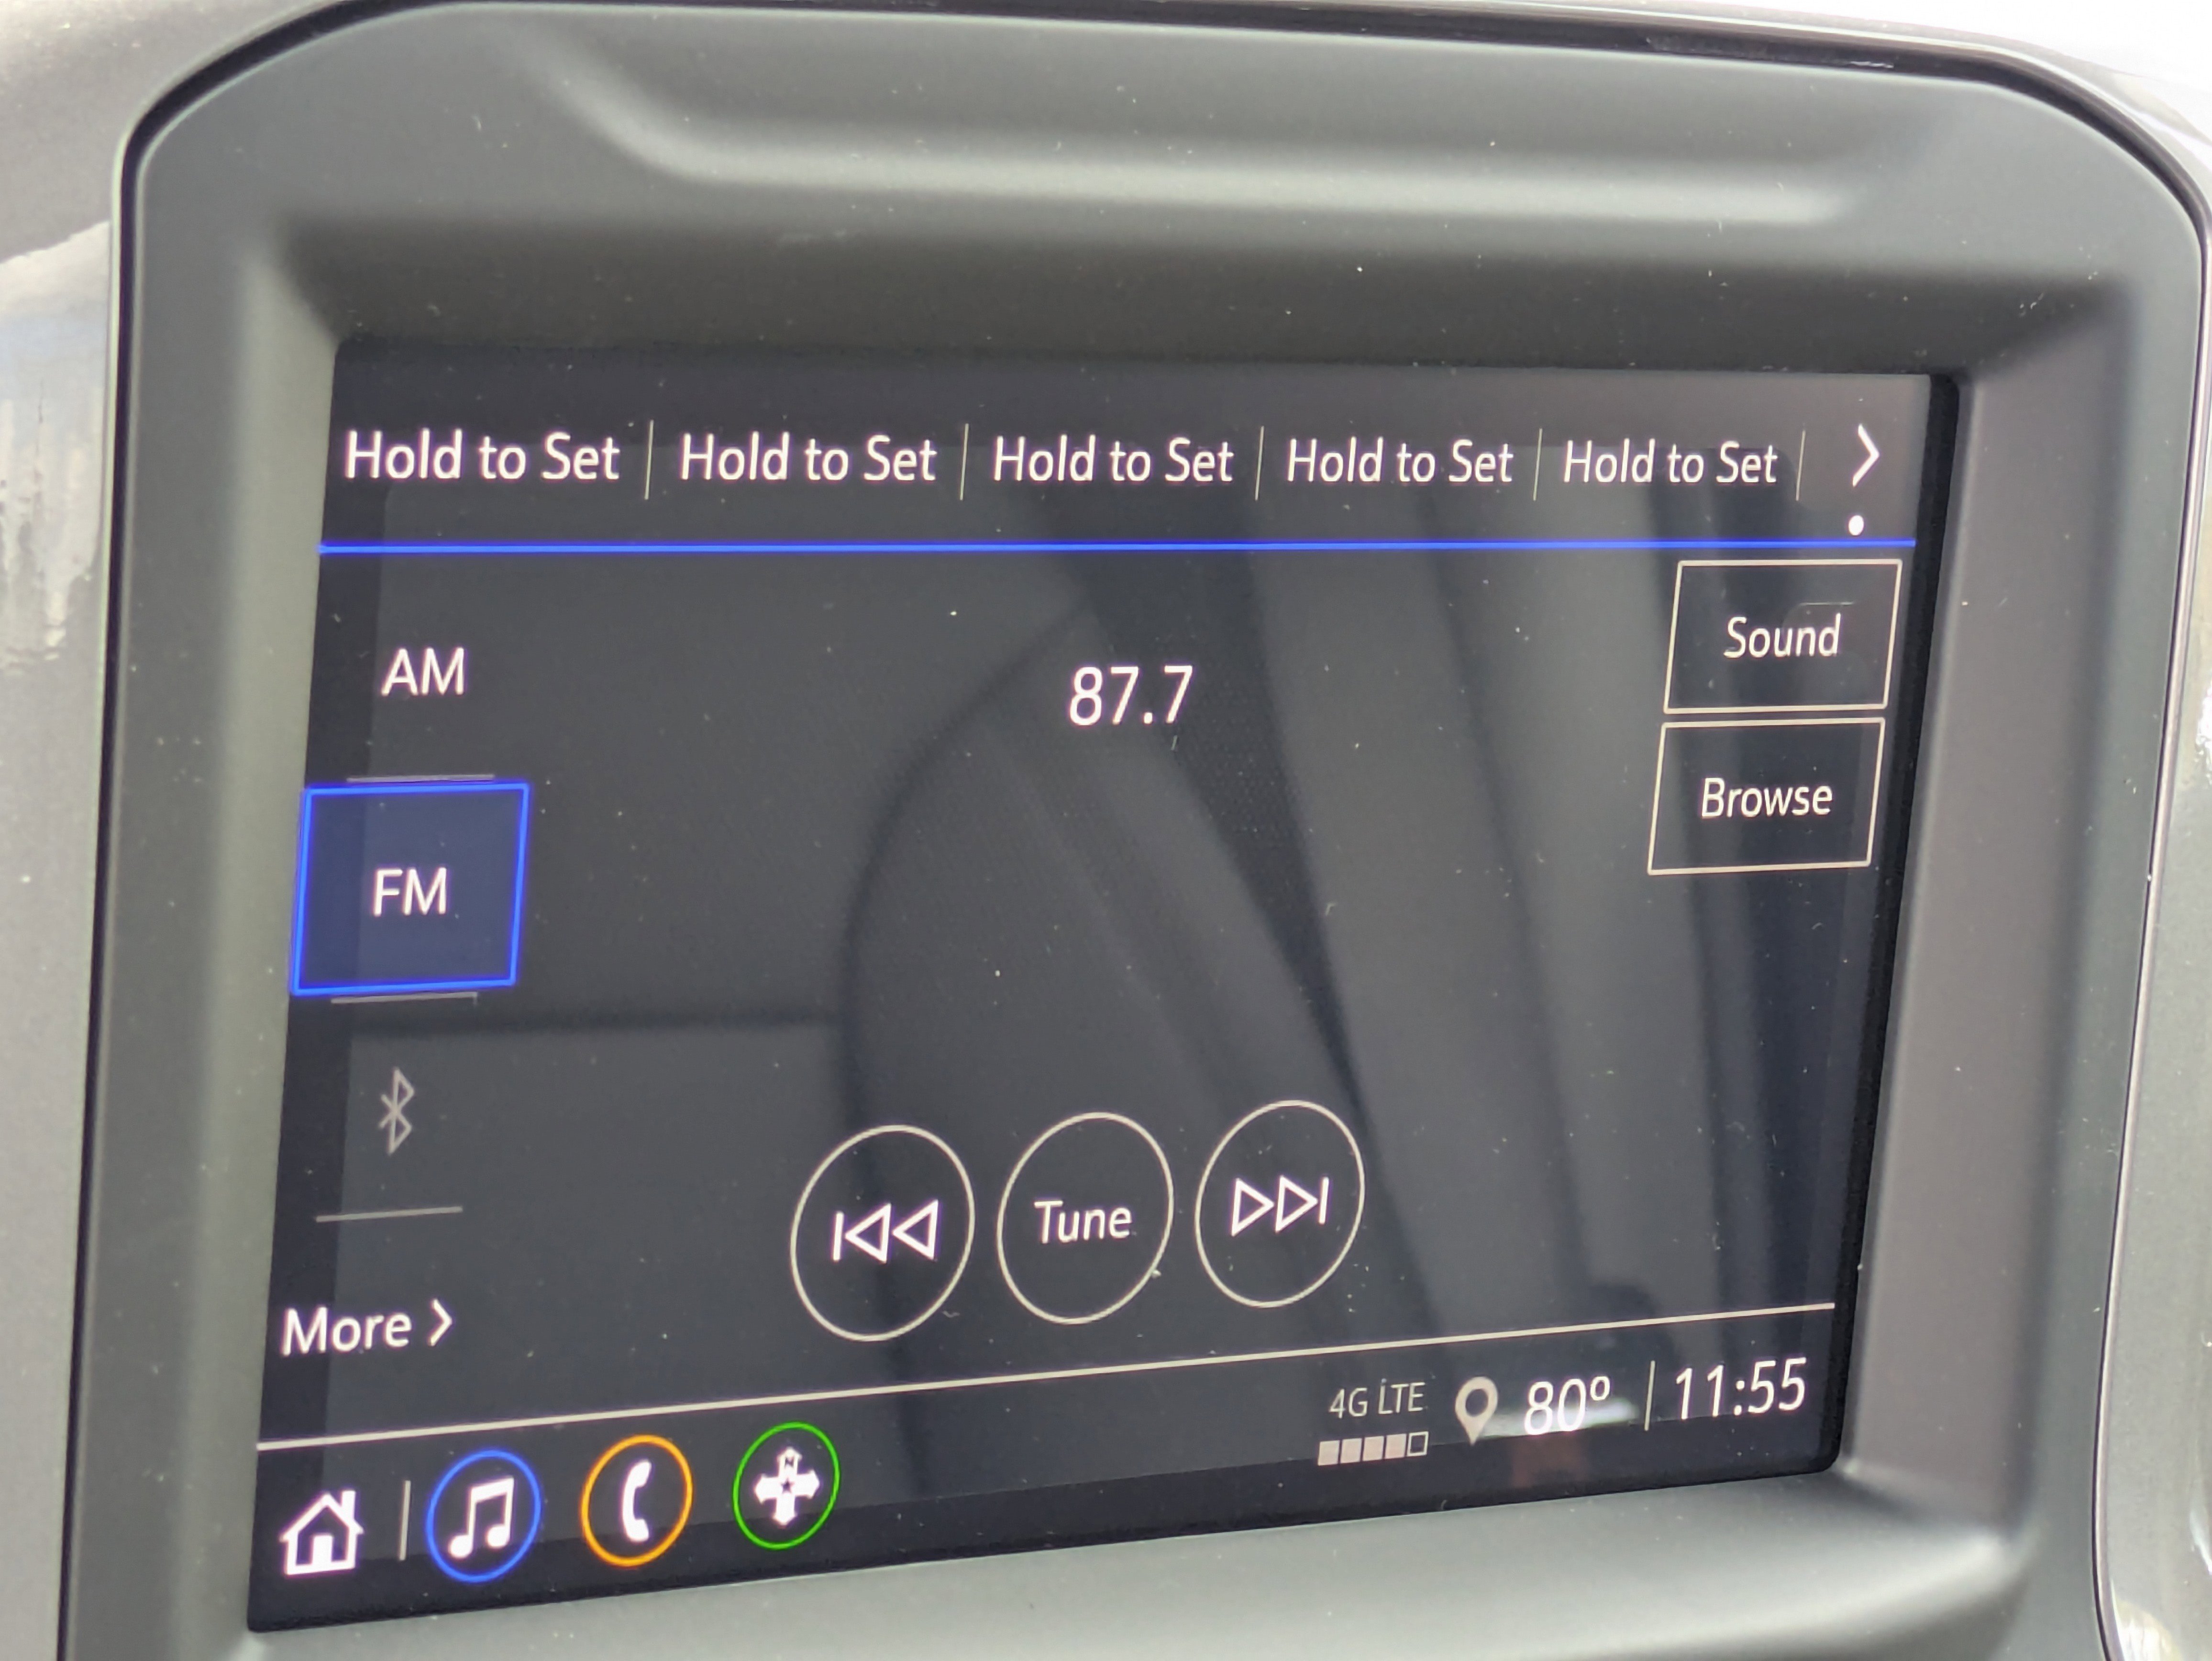 Hold to Set Hold to Set Hold to Set Hold to Set Hold to Set
AM
87.7
Sound
Browse
FM
Tune
More
4G LTE 80° 11:55
N